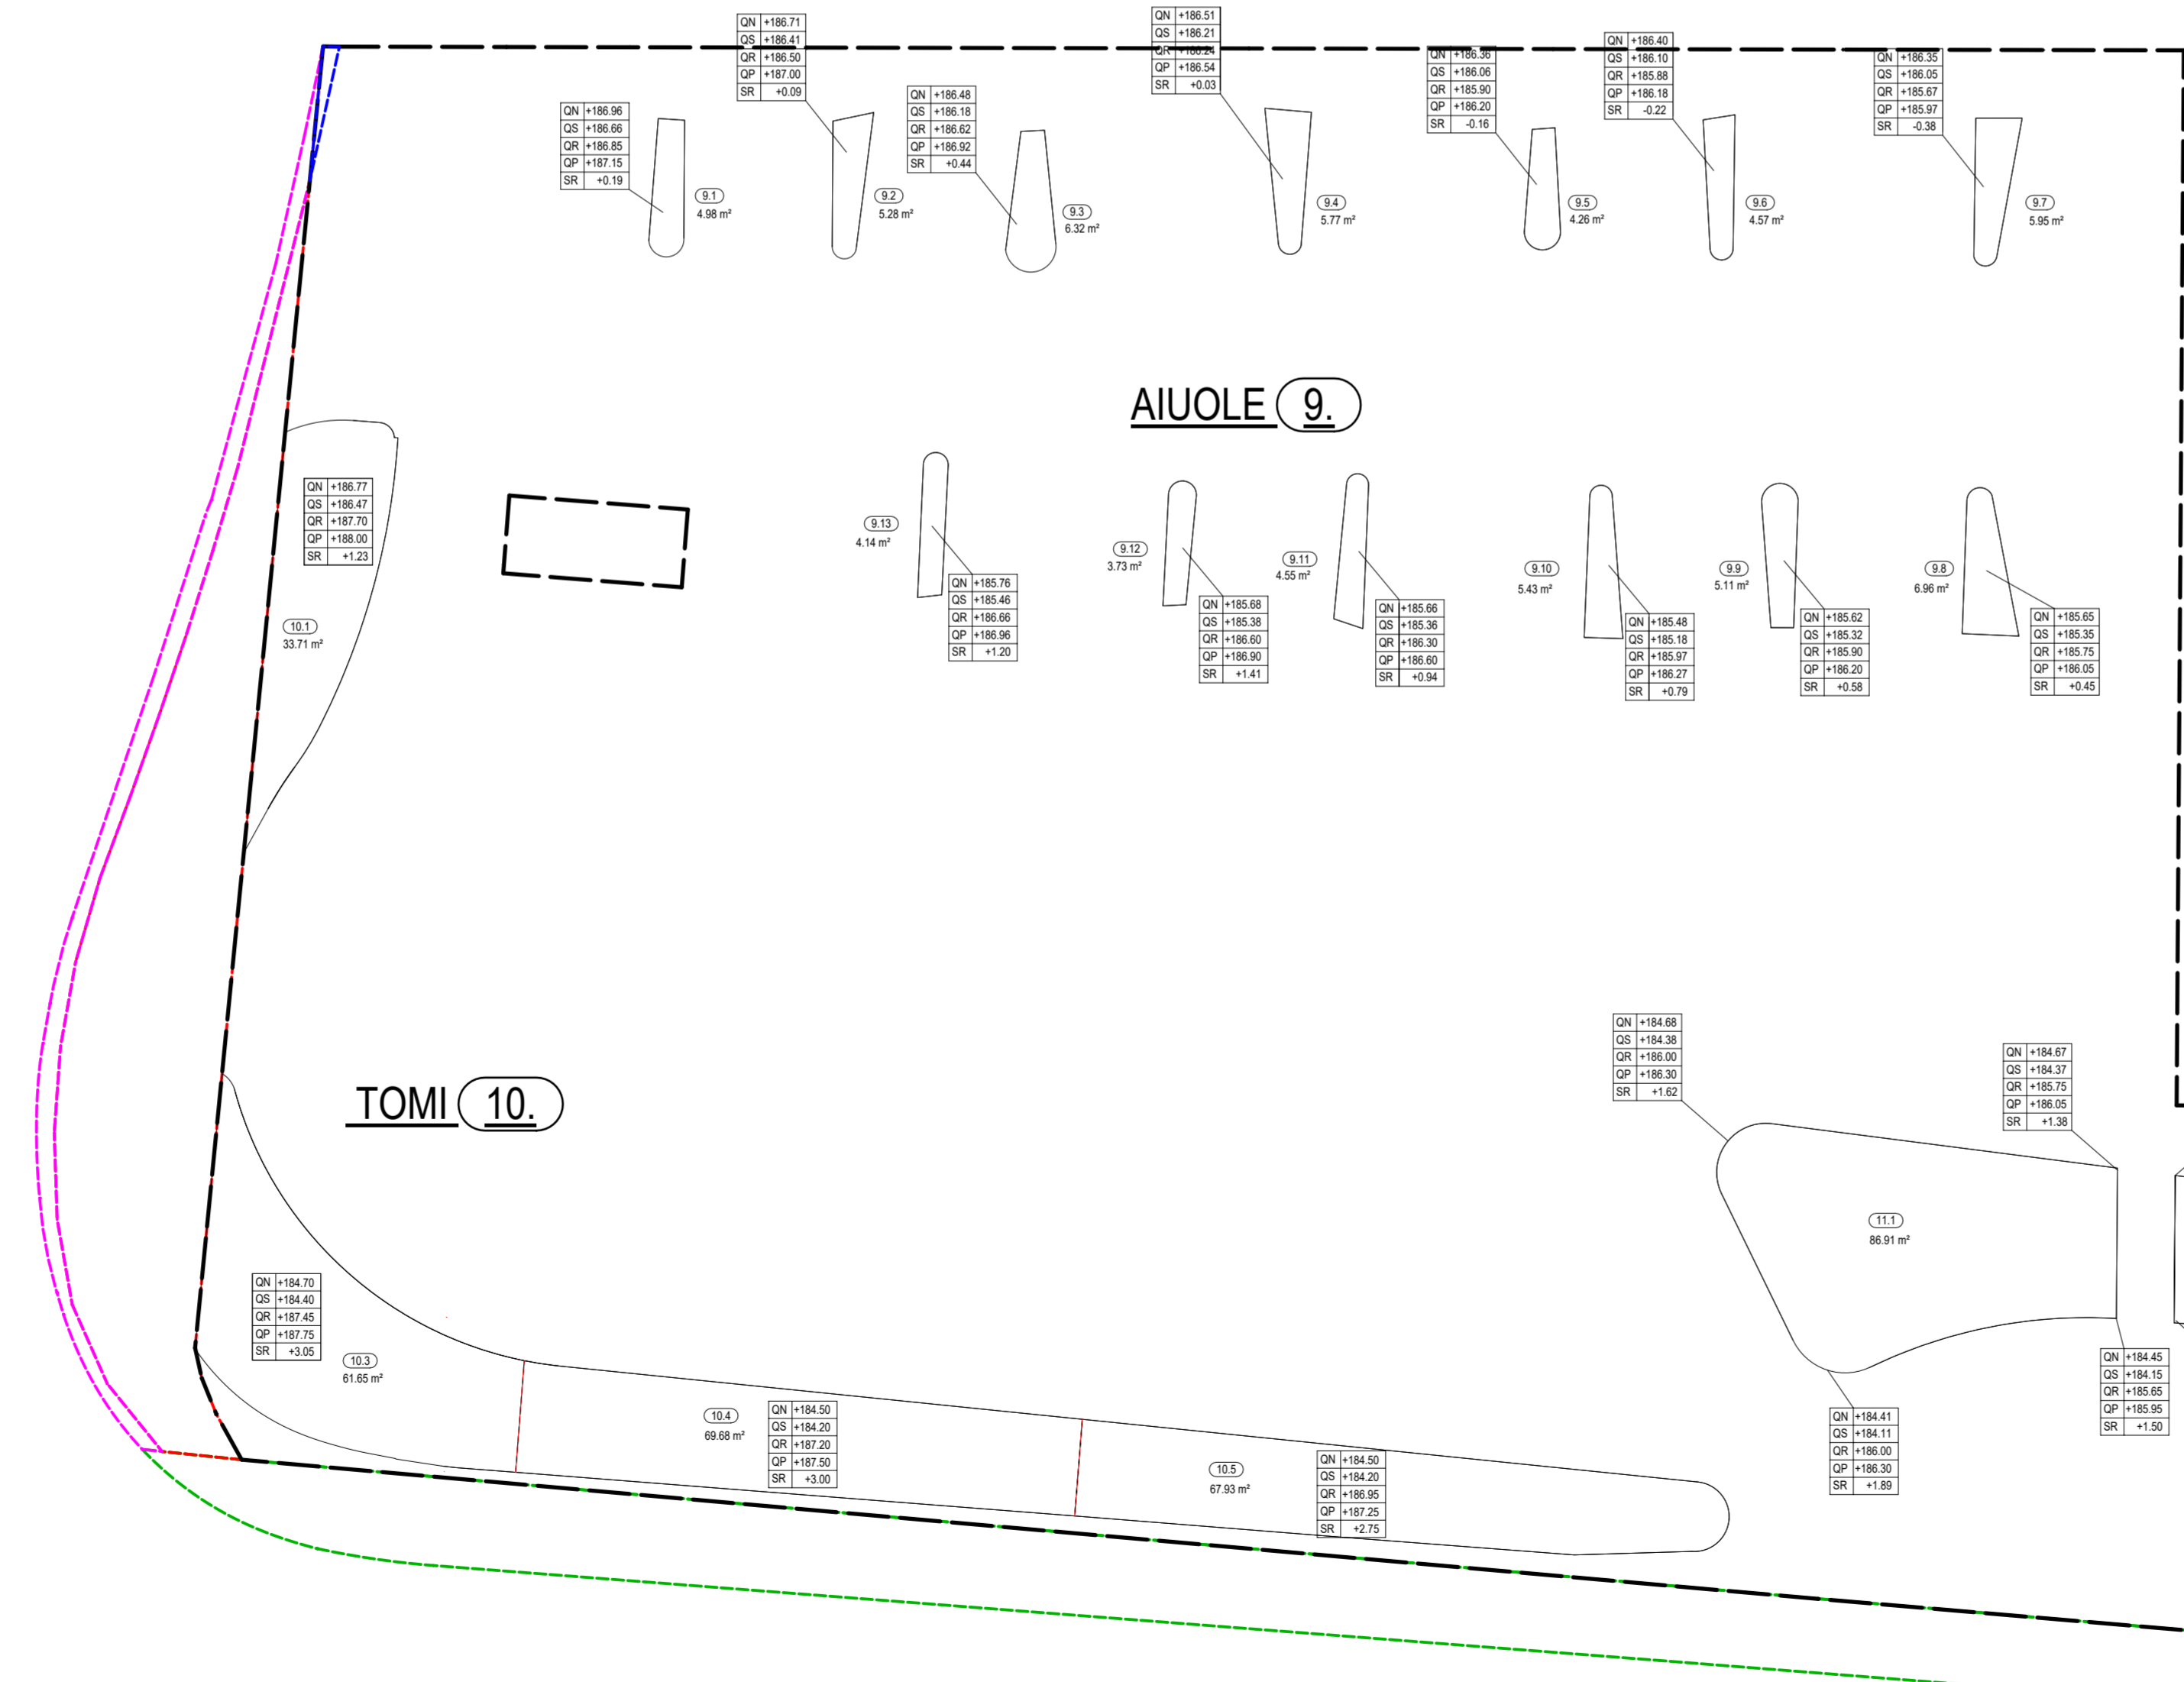 QN +186.71
QS +186.41
QR +186.50
QP +187.00
SR +0.09
QN +186.51
QS +186.21
QR +186.24
QP +186.54
SR +0.03
QN +186.36
QS +186.06
QR +185.90
QP +186.20
SR -0.16
QN +186.40
QS +186.10
QR +185.88
QP +186.18
SR -0.22
QN +186.35
QS +186.05
QR +185.67
QP +185.97
SR -0.38
QN +186.96
QS +186.66
QR +186.85
QP +187.15
SR +0.19
QN +186.48
QS +186.18
QR +186.62
QP +186.92
SR +0.44
9.1
4.98 m²
9.2
5.28 m²
9.3
6.32 m²
9.4
5.77 m²
9.5
4.26 m²
9.6
4.57 m²
9.7
5.95 m²
AIUOLE 9.
QN +186.77
QS +186.47
QR +187.70
QP +188.00
SR +1.23
10.1
33.71 m²
9.13
4.14 m²
QN +185.76
QS +185.46
QR +186.66
QP +186.96
SR +1.20
9.12
3.73 m²
QN +185.68
QS +185.38
QR +186.60
QP +186.90
SR +1.41
9.11
4.55 m²
QN +185.66
QS +185.36
QR +186.30
QP +186.60
SR +0.94
9.10
5.43 m²
QN +185.48
QS +185.18
QR +185.97
QP +186.27
SR +0.79
9.9
5.11 m²
QN +185.62
QS +185.32
QR +185.90
QP +186.20
SR +0.58
9.8
6.96 m²
QN +185.65
QS +185.35
QR +185.75
QP +186.05
SR +0.45
TOMI 10.
QN +184.68
QS +184.38
QR +186.00
QP +186.30
SR +1.62
QN +184.67
QS +184.37
QR +185.75
QP +186.05
SR +1.38
11.1
86.91 m²
QN +184.70
QS +184.40
QR +187.45
QP +187.75
SR +3.05
10.3
61.65 m²
10.4
69.68 m²
QN +184.50
QS +184.20
QR +187.20
QP +187.50
SR +3.00
10.5
67.93 m²
QN +184.50
QS +184.20
QR +186.95
QP +187.25
SR +2.75
QN +184.41
QS +184.11
QR +186.00
QP +186.30
SR +1.89
QN +184.45
QS +184.15
QR +185.65
QP +185.95
SR +1.50